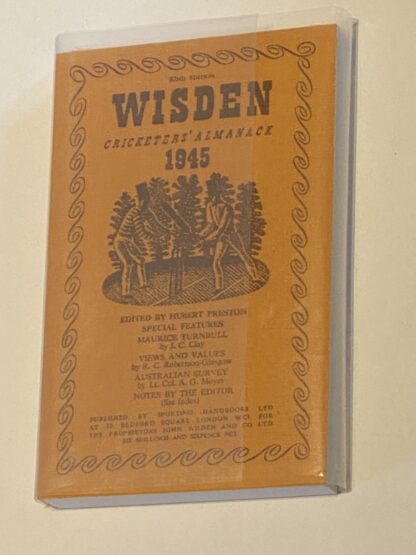 82nd EDITION
WISDEN
CRICKETERS' ALMANACK
1945
EDITED BY HUBERT PRESTON
SPECIAL FEATURES
MAURICE TURNBULL
by J. C. Clay
VIEWS AND VALUES
by R. C. Robertson-Glasgow
AUSTRALIAN SURVEY
by Lt. Col. A. G. Moyes
NOTES BY THE EDITOR
(See Index)
PUBLISHED BY SPORTING HANDBOOKS LTD
AT 13 BEDFORD SQUARE LONDON WC1 FOR
THE PROPRIETORS JOHN WISDEN AND CO LTD
SIX SHILLINGS AND SIXPENCE NET